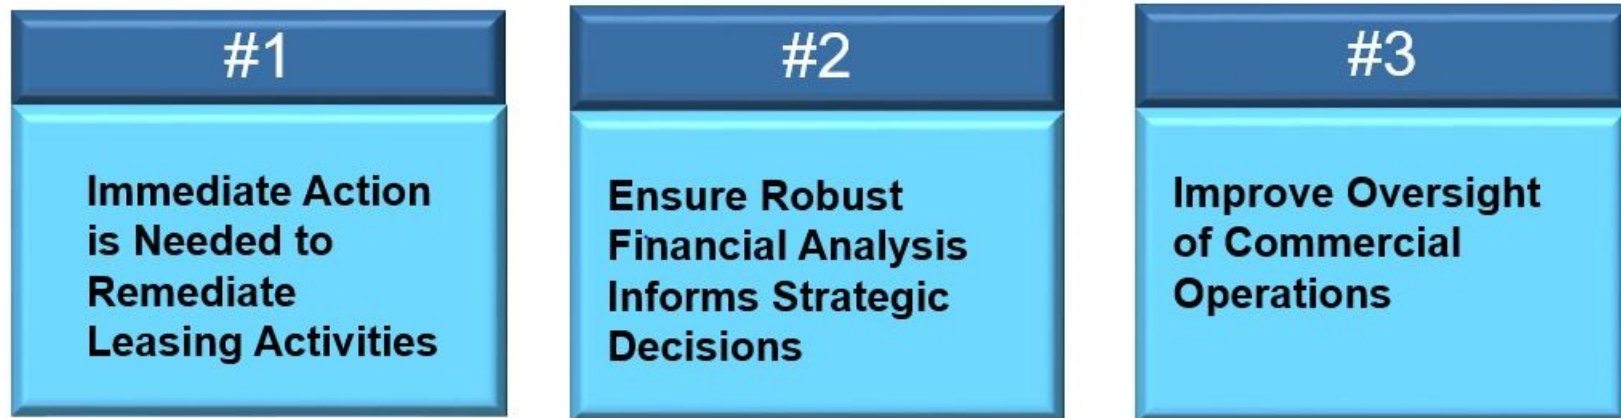 #1
Immediate Action
is Needed to
Remediate
Leasing Activities
#2
Ensure Robust
Financial Analysis
Informs Strategic
Decisions
#3
Improve Oversight
of Commercial
Operations